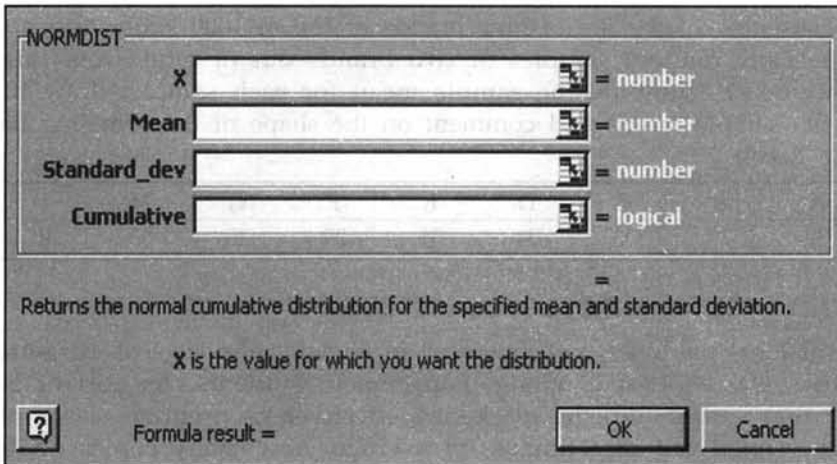 NORMDIST
X = number
Mean = number
Standard_dev = number
Cumulative = logical
=
Returns the normal cumulative distribution for the specified mean and standard deviation.
X is the value for which you want the distribution.
? Formula result = OK Cancel